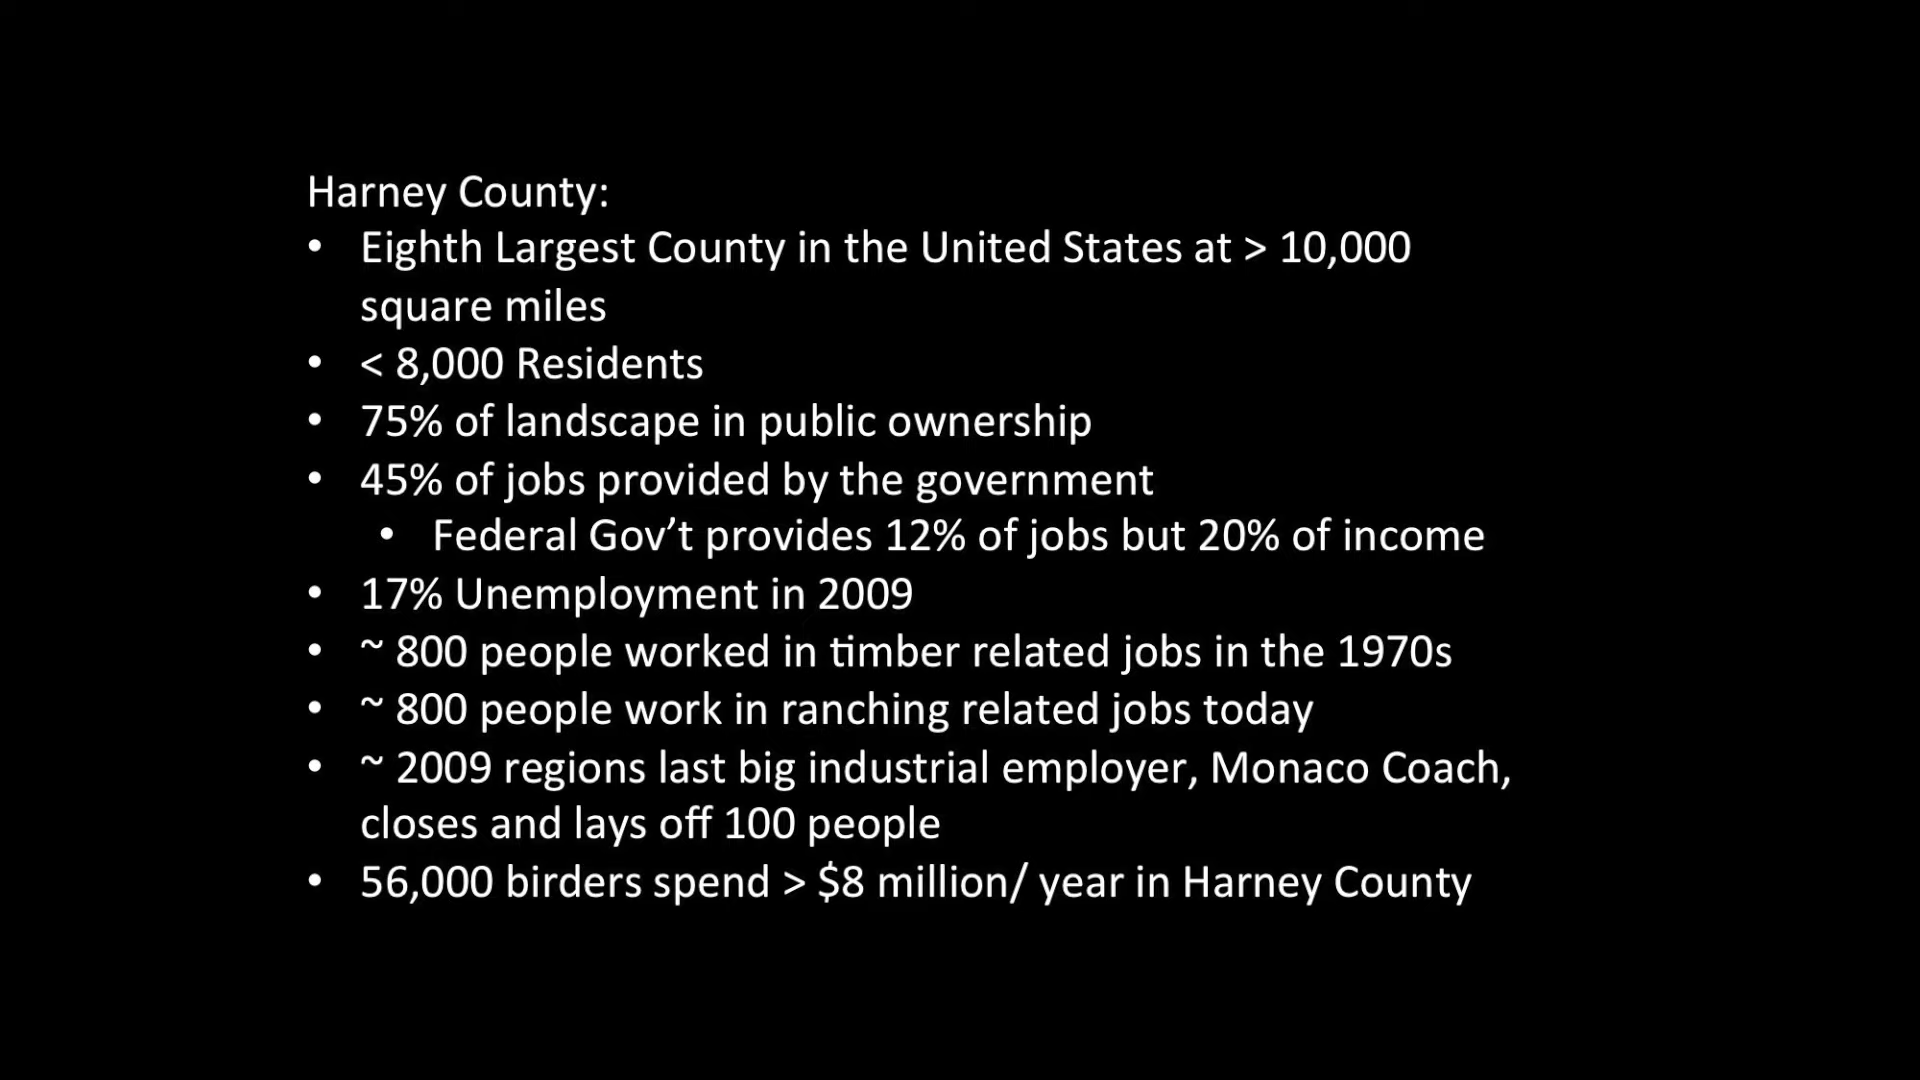 Harney County:
• Eighth Largest County in the United States at > 10,000
square miles
• < 8,000 Residents
• 75% of landscape in public ownership
• 45% of jobs provided by the government
• Federal Gov’t provides 12% of jobs but 20% of income
• 17% Unemployment in 2009
• ~ 800 people worked in timber related jobs in the 1970s
• ~ 800 people work in ranching related jobs today
• ~ 2009 regions last big industrial employer, Monaco Coach,
closes and lays off 100 people
• 56,000 birders spend > $8 million/ year in Harney County